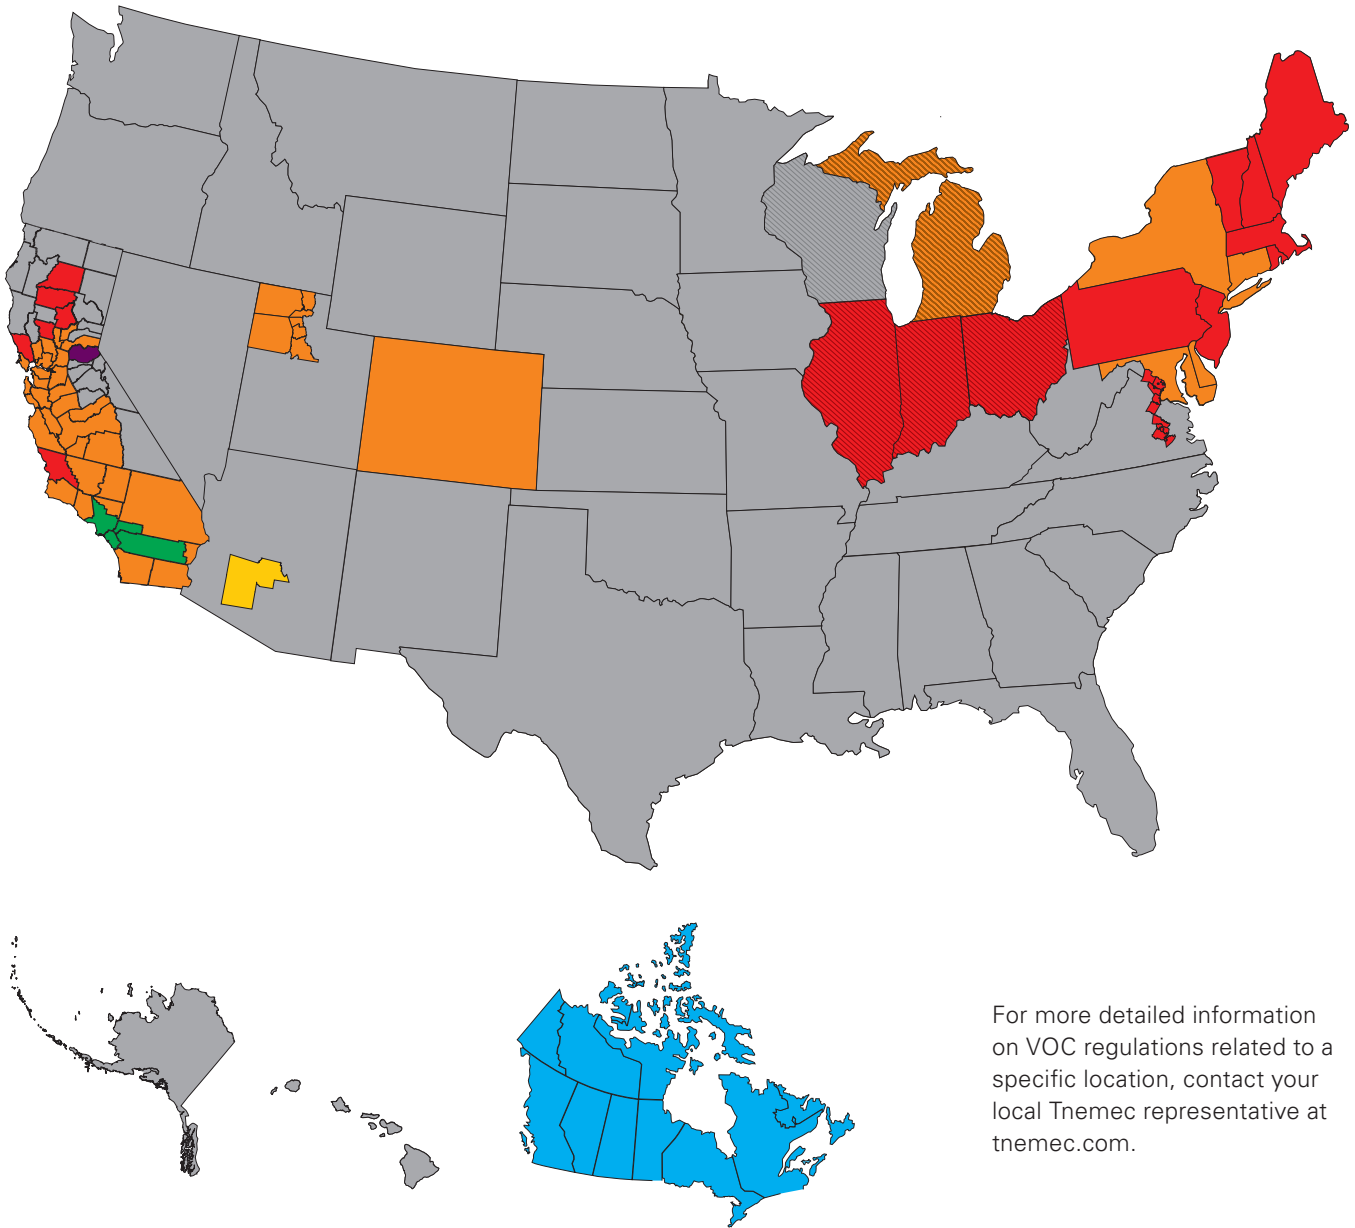 For more detailed information
on VOC regulations related to a
specific location, contact your
local Tnemec representative at
tnemec.com.